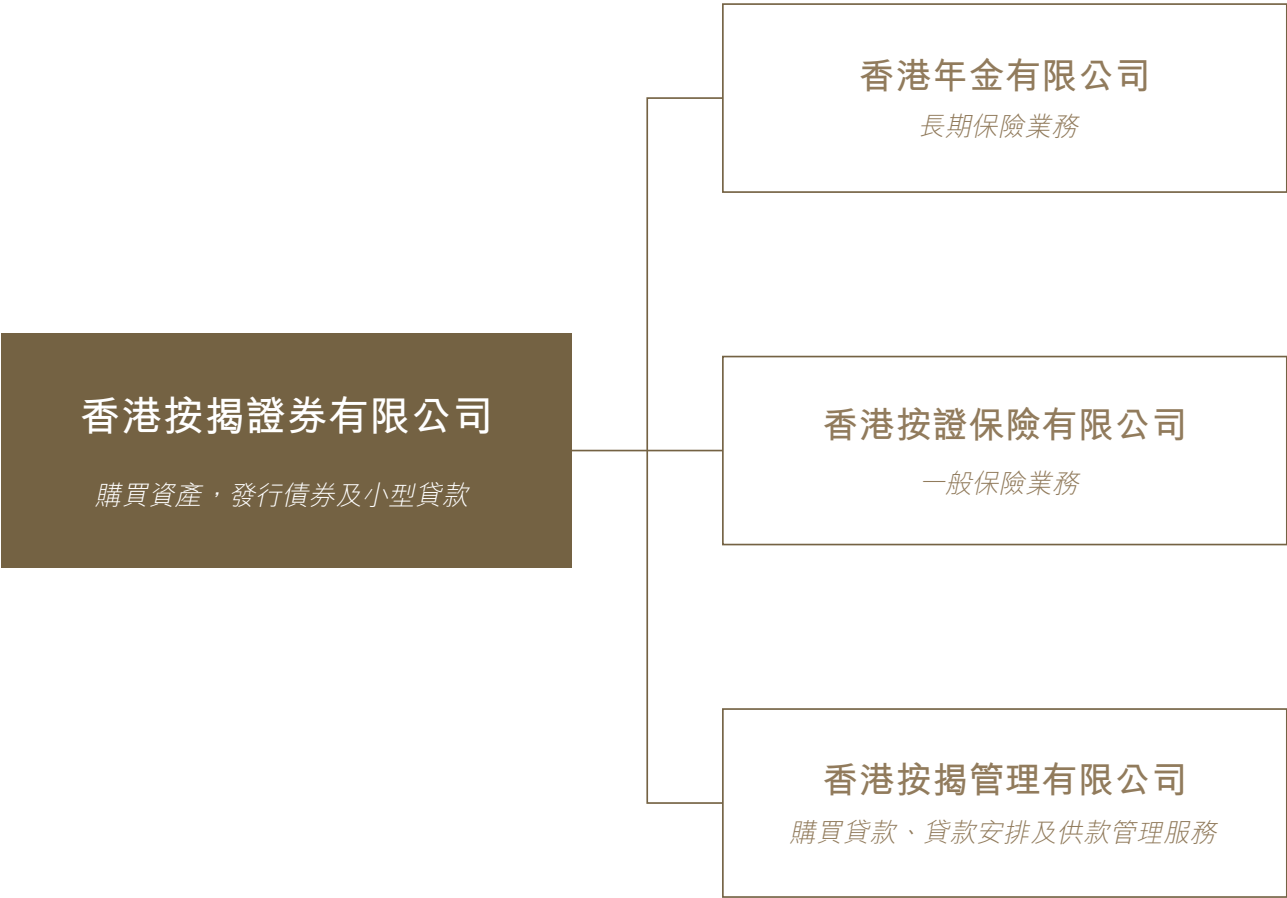 香港年金有限公司
長期保險業務
香港按揭證券有限公司
購買資產，發行債券及小型貸款
香港按證保險有限公司
一般保險業務
香港按揭管理有限公司
購買貸款、貸款安排及供款管理服務